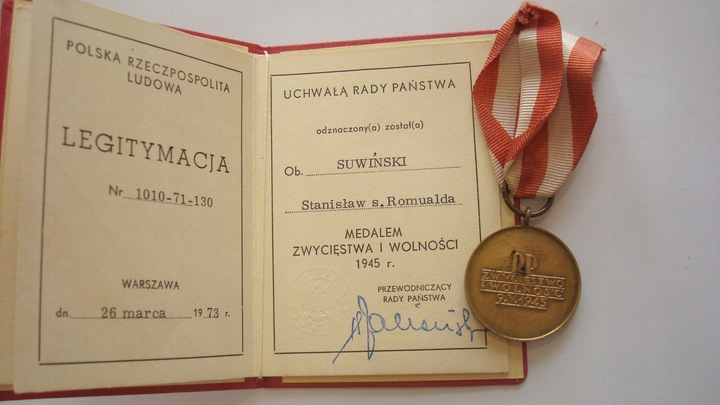 POLSKA RZECZPOSPOLITA
LUDOWA
LEGITYMACJA
Nr 1010-71-130
WARSZAWA
dn. 26 marca 1973 r.
UCHWAŁĄ RADY PAŃSTWA
odznaczony(a) został(a)
Ob. SUWIŃSKI
Stanisław s. Romualda
MEDALEM
ZWYCIĘSTWA I WOLNOŚCI
1945 r.
PRZEWODNICZĄCY
RADY PAŃSTWA
RP
ZWYCIĘSTWO
I WOLNOŚĆ
9.V.1945